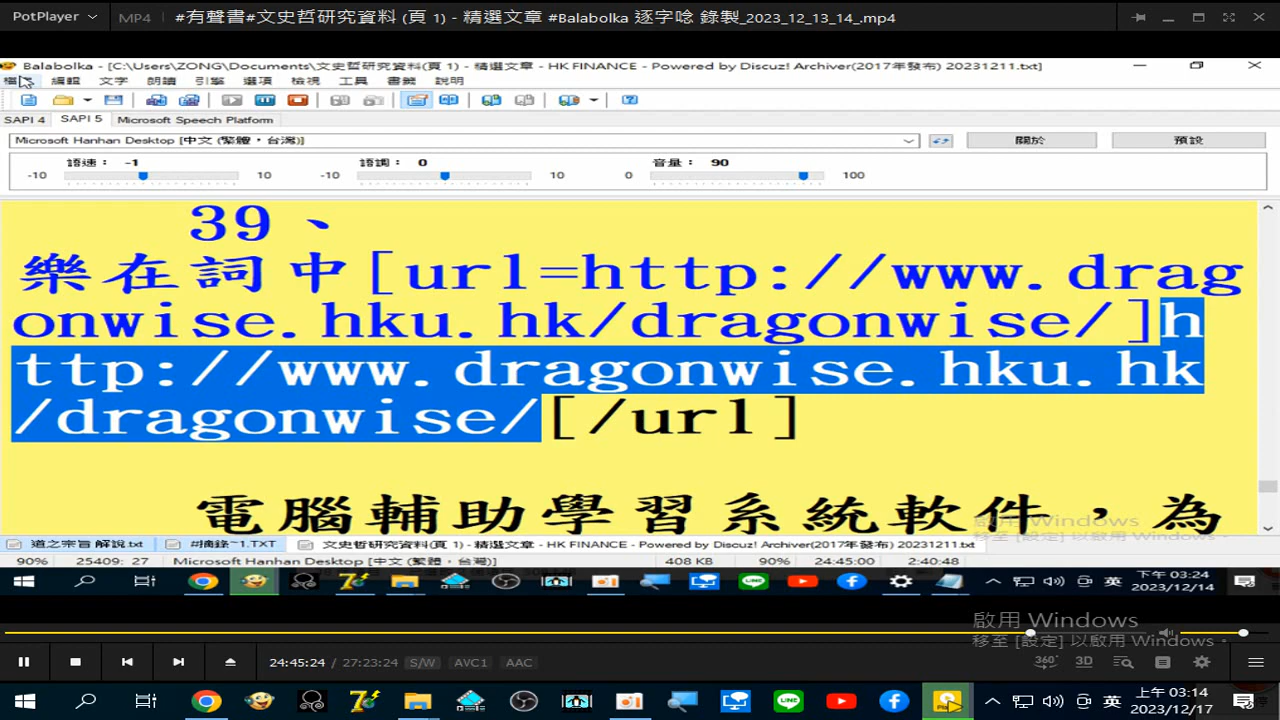 PotPlayer MP4 #有聲書#文史哲研究資料 (頁 1) - 精選文章 #Balabolka 逐字唸 錄製_2023_12_13_14_.mp4
Balabolka - [C:\Users\ZONG\Documents\文史哲研究資料(頁 1) - 精選文章 - HK FINANCE - Powered by Discuz! Archiver(2017年發布) 20231211.txt]
檔案 編輯 文字 朗讀 引擎 選項 檢視 工具 書籤 說明
SAPI 4 SAPI 5 Microsoft Speech Platform
Microsoft Hanhan Desktop [中文 (繁體，台灣)] 關於 預設
語速： -1 語調： 0 音量： 90
-10 10 -10 10 0 100
39、
樂在詞中[url=http://www.drag
onwise.hku.hk/dragonwise/]h
ttp://www.dragonwise.hku.hk
/dragonwise/[/url]
電腦輔助學習系統軟件，為
啟用 Windows
移至 [設定] 以啟用 Windows。
道之宗旨 解說.txt #摘錄~1.TXT 文史哲研究資料(頁 1) - 精選文章 - HK FINANCE - Powered by Discuz! Archiver(2017年發布) 20231211.txt
90% 25409: 27 Microsoft Hanhan Desktop [中文 (繁體，台灣)] 408 KB 90% 24:45:00 2:40:48
英 下午 03:24
2023/12/14
啟用 Windows
移至 [設定] 以啟用 Windows。
24:45:24 / 27:23:24 S/W AVC1 AAC 360° 3D
英 上午 03:14
2023/12/17